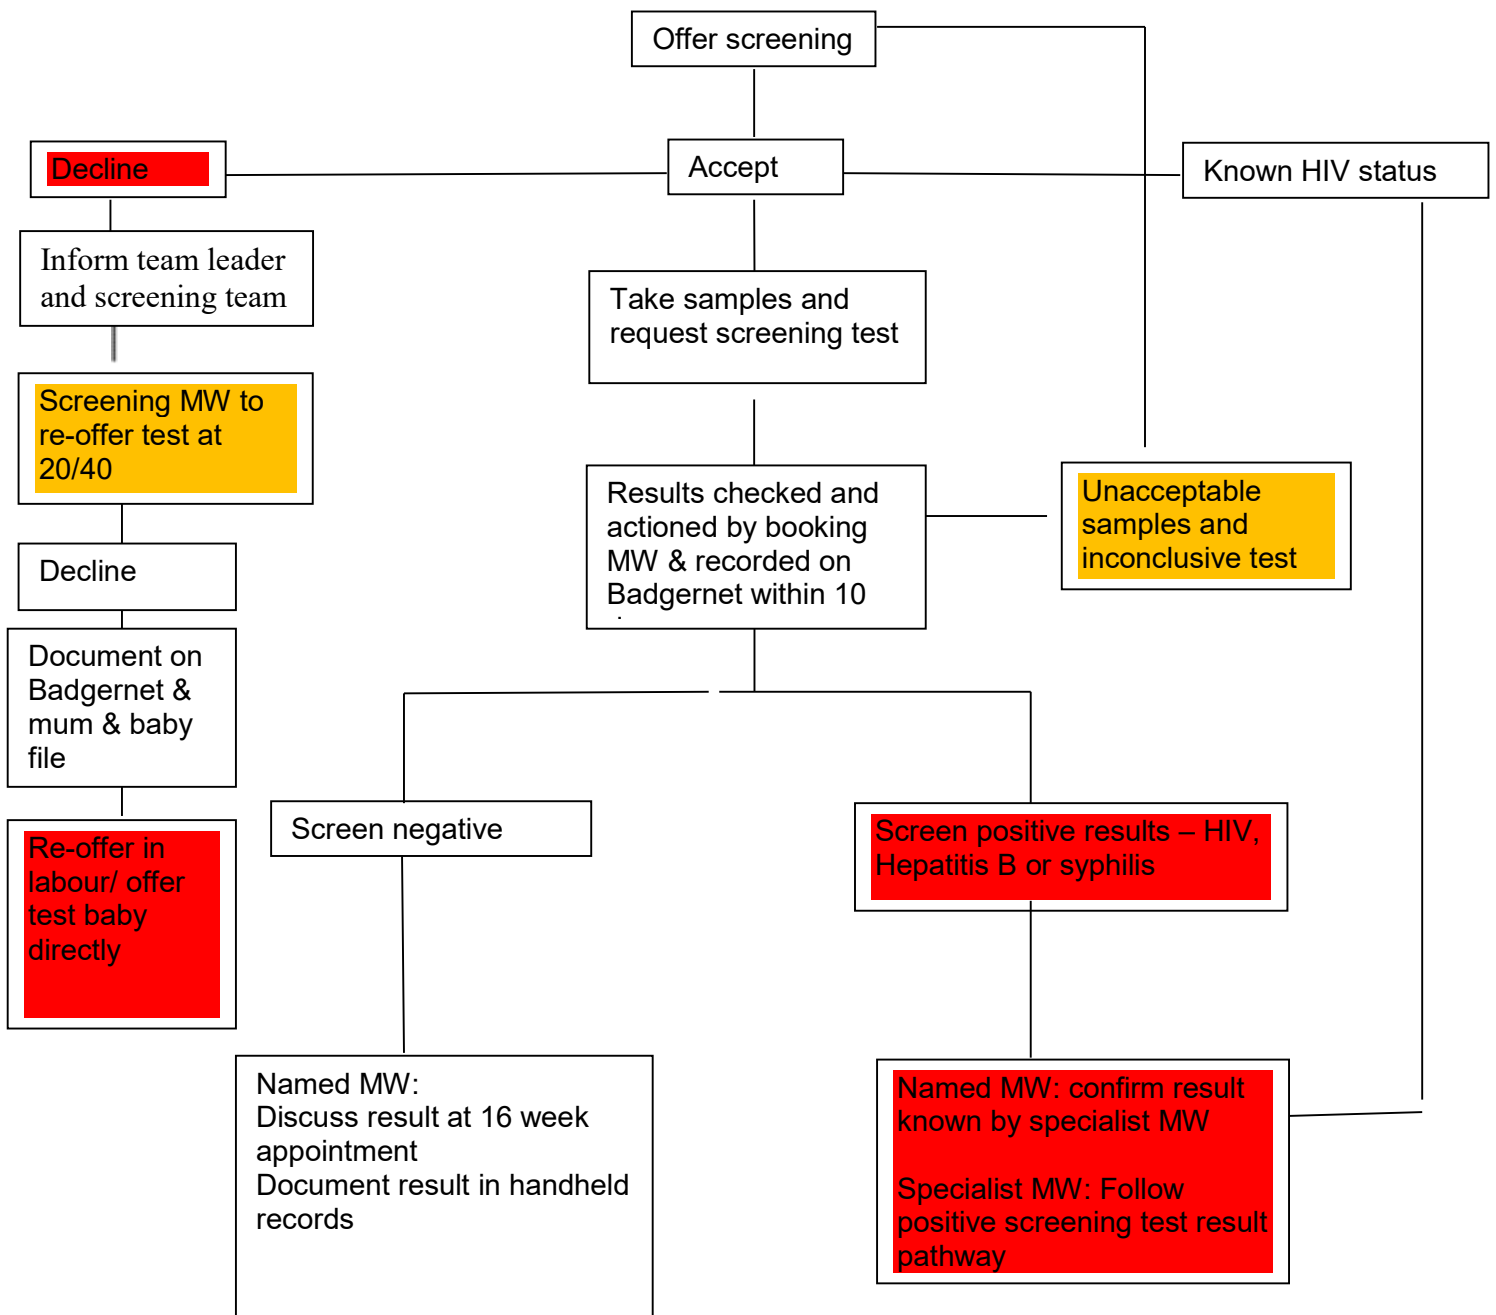 Offer screening
Decline
Accept
Known HIV status
Inform team leader
and screening team
Take samples and
request screening test
Screening MW to
re-offer test at
20/40
Results checked and
actioned by booking
MW & recorded on
Badgernet within 10
Unacceptable
samples and
inconclusive test
Decline
Document on
Badgernet &
mum & baby
file
Re-offer in
labour/ offer
test baby
directly
Screen negative
Screen positive results – HIV,
Hepatitis B or syphilis
Named MW:
Discuss result at 16 week
appointment
Document result in handheld
records
Named MW: confirm result
known by specialist MW
Specialist MW: Follow
positive screening test result
pathway